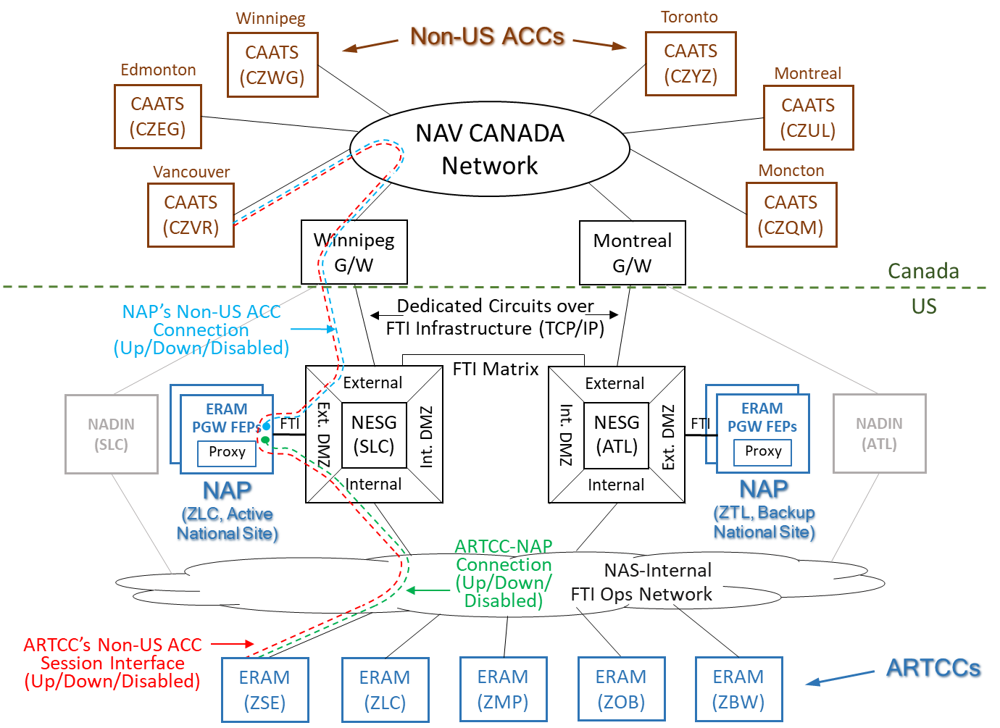 Winnipeg
CAATS
(CZWG)
Non-US ACCs
Toronto
CAATS
(CZYZ)
Edmonton
CAATS
(CZEG)
Montreal
CAATS
(CZUL)
NAV CANADA
Network
Vancouver
CAATS
(CZVR)
Moncton
CAATS
(CZQM)
Winnipeg
G/W
Montreal
G/W
Canada
US
NAP's Non-US ACC
Connection
(Up/Down/Disabled)
Dedicated Circuits over
FTI Infrastructure (TCP/IP)
FTI Matrix
NADIN
(SLC)
ERAM
PGW FEPs
Proxy
FTI
NAP
(ZLC, Active
National Site)
External
Ext. DMZ
NESG
(SLC)
Int. DMZ
Internal
External
Int. DMZ
NESG
(ATL)
Ext. DMZ
Internal
FTI
ERAM
PGW FEPs
Proxy
NAP
(ZTL, Backup
National Site)
NADIN
(ATL)
ARTCC-NAP
Connection
(Up/Down/
Disabled)
NAS-Internal
FTI Ops Network
ARTCC's Non-US ACC
Session Interface
(Up/Down/Disabled)
ERAM
(ZSE)
ERAM
(ZLC)
ERAM
(ZMP)
ERAM
(ZOB)
ERAM
(ZBW)
ARTCCs